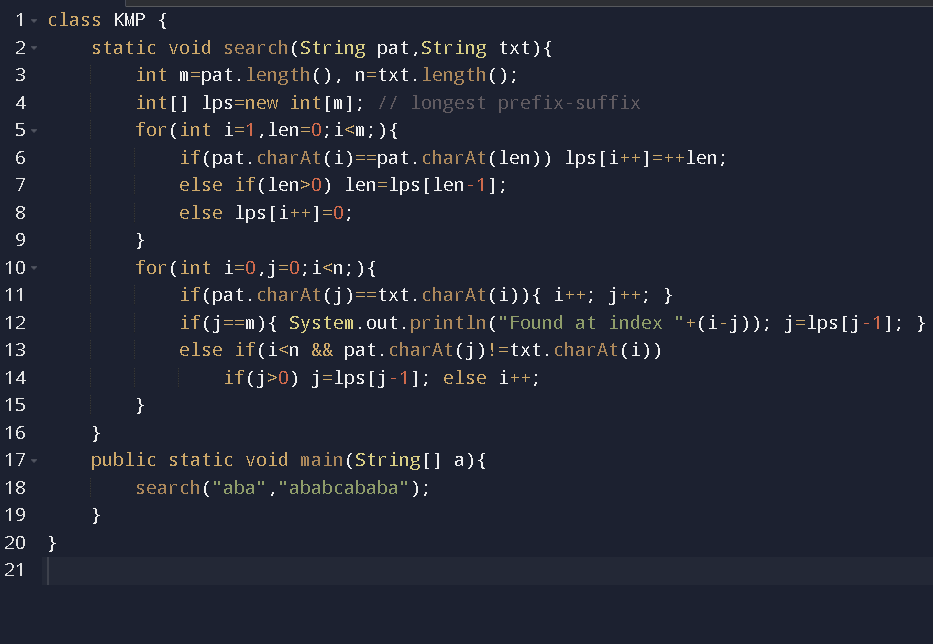 1 class KMP {
2     static void search(String pat,String txt){
3         int m=pat.length(), n=txt.length();
4         int[] lps=new int[m]; // longest prefix-suffix
5         for(int i=1,len=0;i<m;){
6             if(pat.charAt(i)==pat.charAt(len)) lps[i++]=++len;
7             else if(len>0) len=lps[len-1];
8             else lps[i++]=0;
9         }
10         for(int i=0,j=0;i<n;){
11             if(pat.charAt(j)==txt.charAt(i)){ i++; j++; }
12             if(j==m){ System.out.println("Found at index "+(i-j)); j=lps[j-1]; }
13             else if(i<n && pat.charAt(j)!=txt.charAt(i))
14                 if(j>0) j=lps[j-1]; else i++;
15         }
16     }
17     public static void main(String[] a){
18         search("aba","ababcababa");
19     }
20 }
21